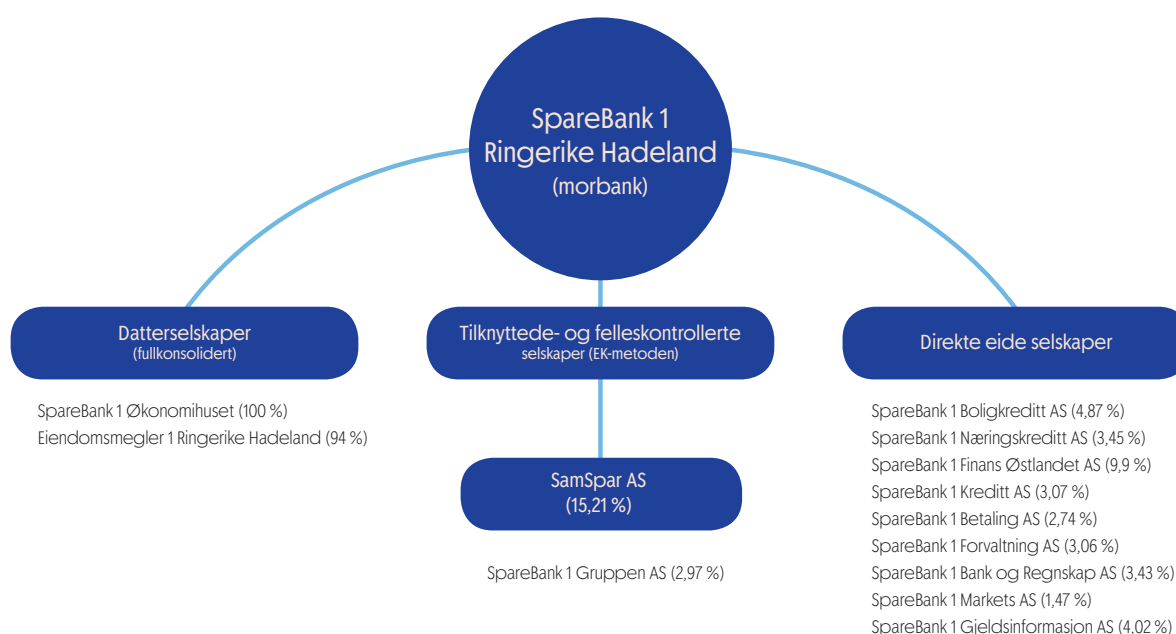 SpareBank 1
Ringerike Hadeland
(morbank)
Datterselskaper
(fullkonsolidert)
SpareBank 1 Økonomihuset (100 %)
Eiendomsmegler 1 Ringerike Hadeland (94 %)
Tilknyttede- og felleskontrollerte
selskaper (EK-metoden)
SamSpar AS
(15,21 %)
SpareBank 1 Gruppen AS (2,97 %)
Direkte eide selskaper
SpareBank 1 Boligkreditt AS (4,87 %)
SpareBank 1 Næringskreditt AS (3,45 %)
SpareBank 1 Finans Østlandet AS (9,9 %)
SpareBank 1 Kreditt AS (3,07 %)
SpareBank 1 Betaling AS (2,74 %)
SpareBank 1 Forvaltning AS (3,06 %)
SpareBank 1 Bank og Regnskap AS (3,43 %)
SpareBank 1 Markets AS (1,47 %)
SpareBank 1 Gjeldsinformasjon AS (4,02 %)